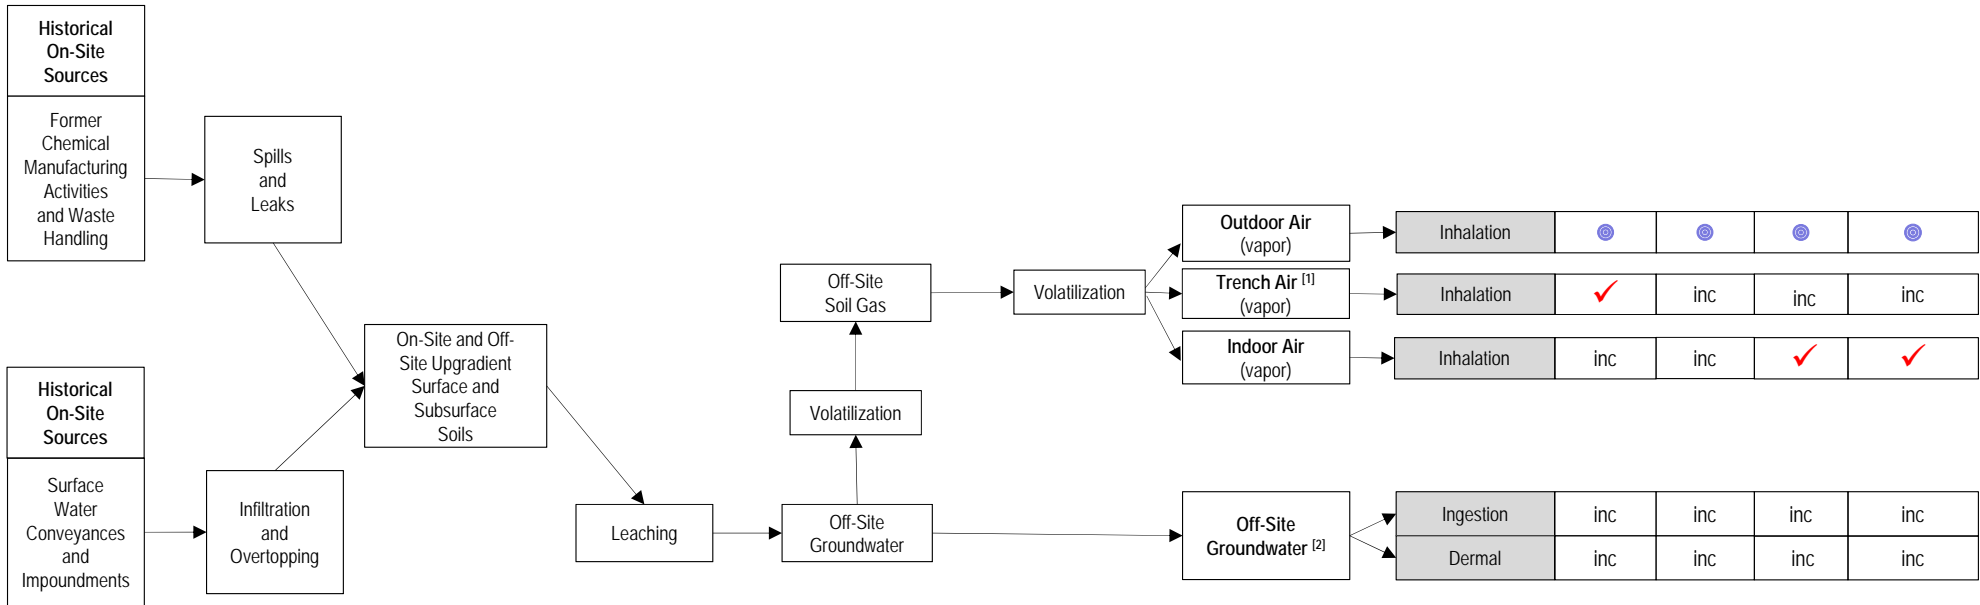 Historical
On-Site
Sources
Former
Chemical
Manufacturing
Activities
and Waste
Handling
Spills
and
Leaks
Historical
On-Site
Sources
Surface
Water
Conveyances
and
Impoundments
Infiltration
and
Overtopping
On-Site and Off-
Site Upgradient
Surface and
Subsurface
Soils
Leaching
Off-Site
Groundwater
Volatilization
Off-Site
Soil Gas
Volatilization
Outdoor Air
(vapor)
Inhalation
Trench Air [1]
(vapor)
Inhalation inc inc inc
Indoor Air
(vapor)
Inhalation inc inc
Off-Site
Groundwater [2]
Ingestion inc inc inc inc
Dermal inc inc inc inc